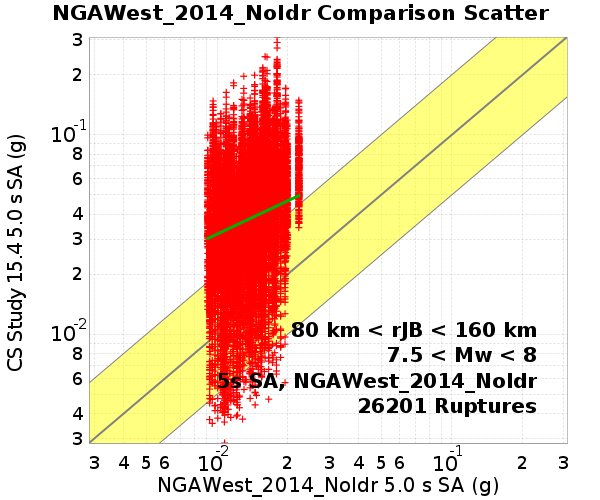 NGAWest_2014_NoIdr Comparison Scatter
CS Study 15.4 5.0 s SA (g)
3
2
10^-1
8
6
4
3
2
10^-2
8
6
4
3
80 km < rJB < 160 km
7.5 < Mw < 8
5s SA, NGAWest_2014_NoIdr
26201 Ruptures
3 4 5 6 10^-2 2 3 4 5 6 10^-1 2 3
NGAWest_2014_NoIdr 5.0 s SA (g)